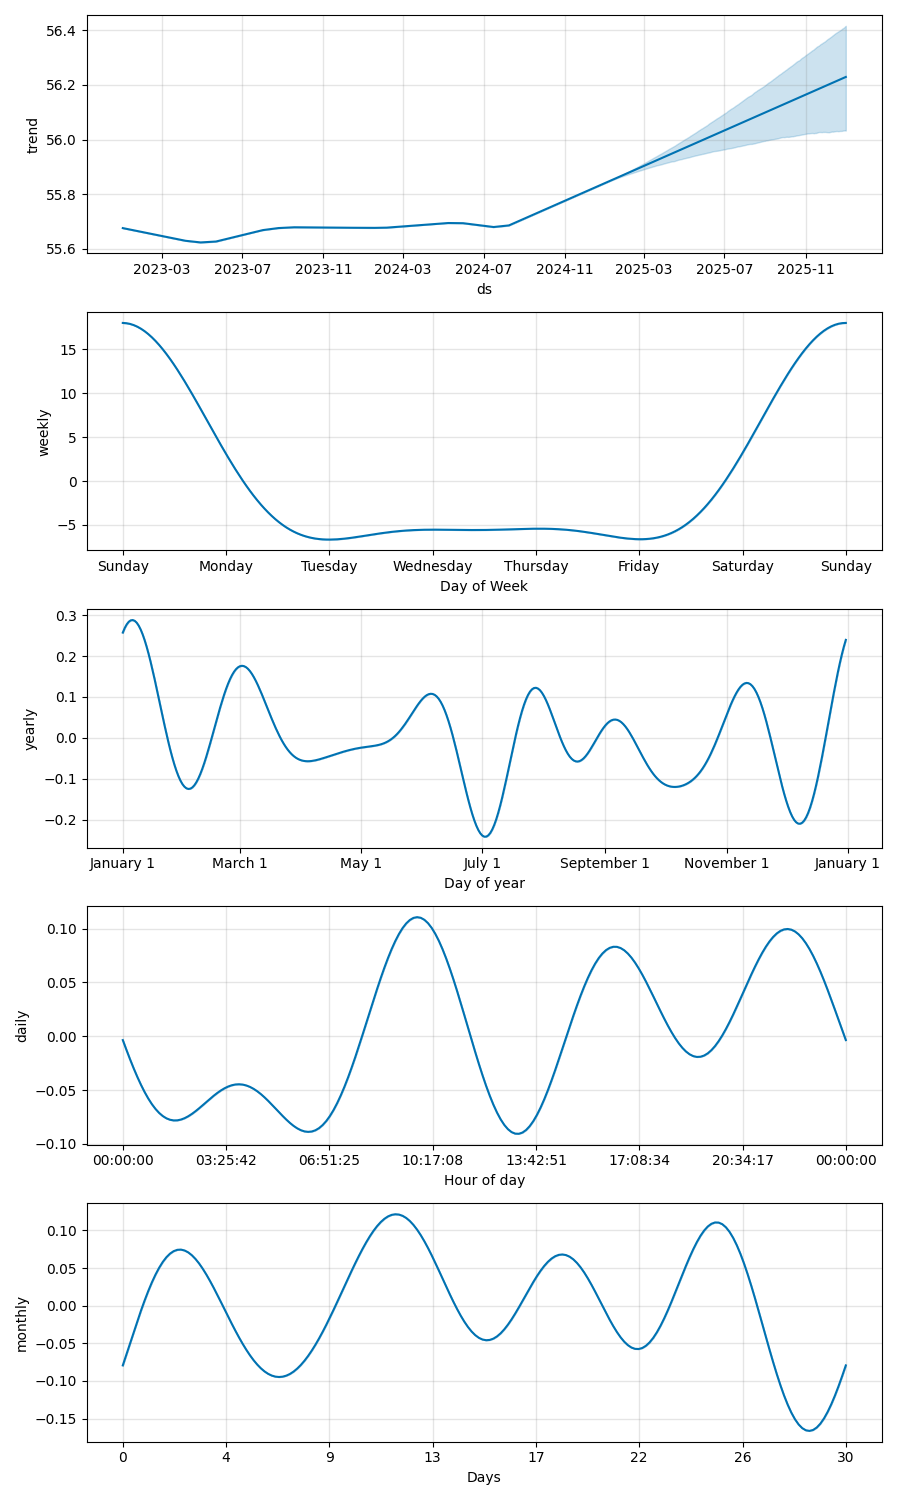 56.4
56.2
56.0
55.8
55.6
trend
2023-03 2023-07 2023-11 2024-03 2024-07 2024-11 2025-03 2025-07 2025-11
ds
15
10
5
0
−5
weekly
Sunday Monday Tuesday Wednesday Thursday Friday Saturday Sunday
Day of Week
0.3
0.2
0.1
0.0
−0.1
−0.2
yearly
January 1 March 1 May 1 July 1 September 1 November 1 January 1
Day of year
0.10
0.05
0.00
−0.05
−0.10
daily
00:00:00 03:25:42 06:51:25 10:17:08 13:42:51 17:08:34 20:34:17 00:00:00
Hour of day
0.10
0.05
0.00
−0.05
−0.10
−0.15
monthly
0 4 9 13 17 22 26 30
Days